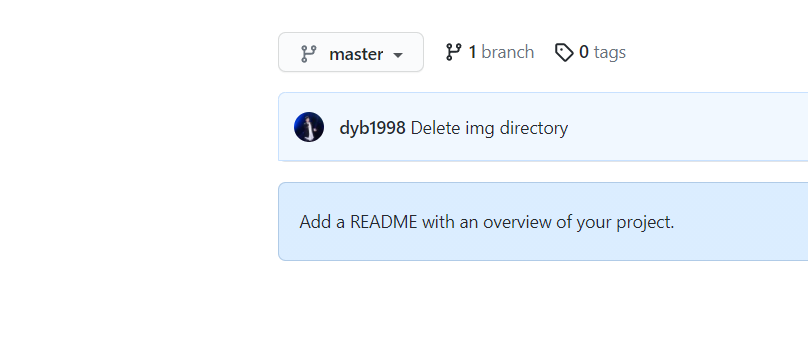 master 1 branch 0 tags
dyb1998 Delete img directory
Add a README with an overview of your project.